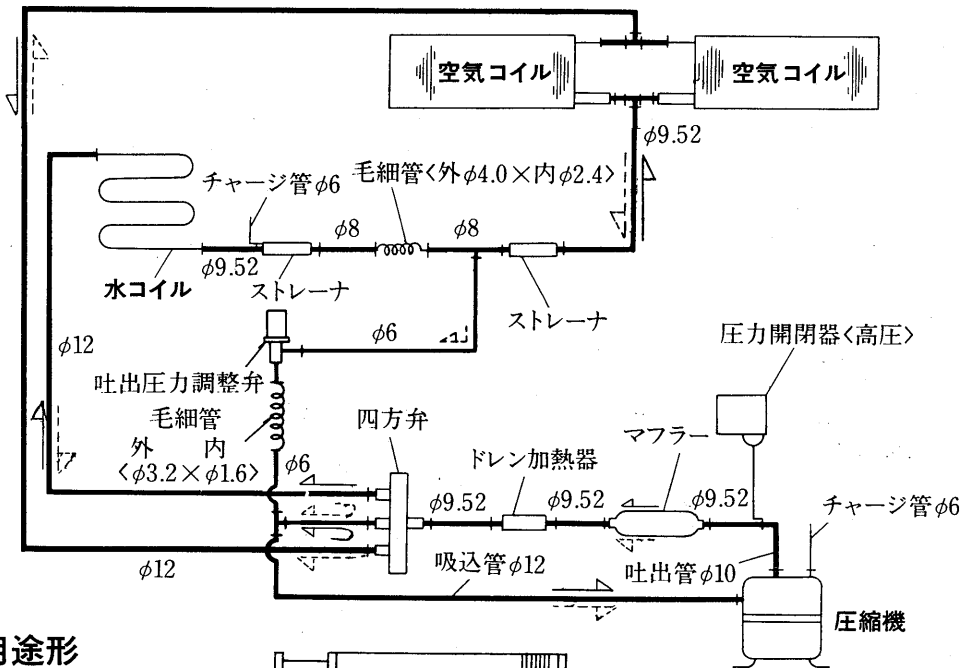 空気コイル
空気コイル
φ9.52
チャージ管φ6
毛細管<外φ4.0×内φ2.4>
φ8
φ8
φ9.52
水コイル
ストレーナ
ストレーナ
φ12
φ6
圧力開閉器<高圧>
吐出圧力調整弁
毛細管
外 内
<φ3.2×φ1.6>
φ6
四方弁
ドレン加熱器
マフラー
φ9.52
φ9.52
φ9.52
チャージ管φ6
φ12
吸込管φ12
吐出管φ10
圧縮機
用途形